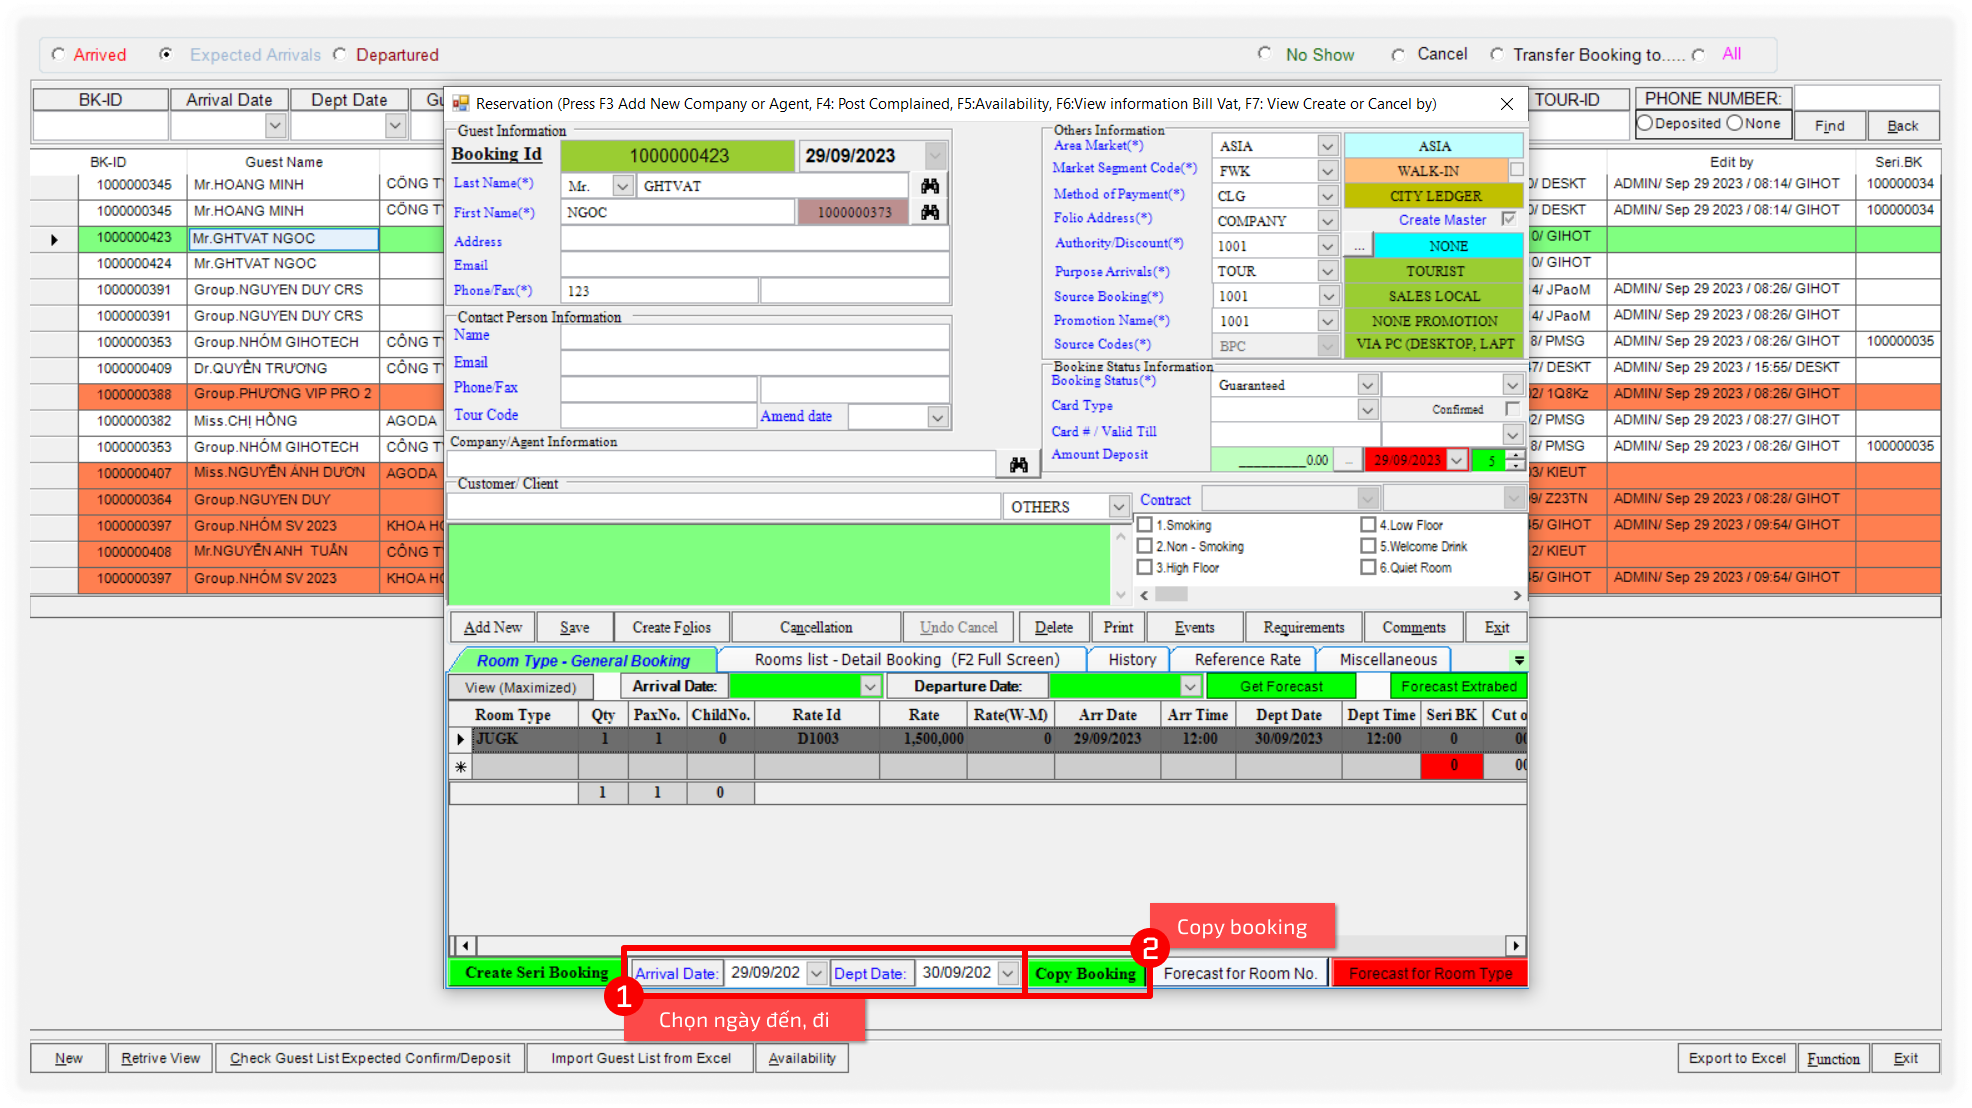 Arrived Expected Arrivals Departured No Show Cancel Transfer Booking to..... All
BK-ID Arrival Date Dept Date TOUR-ID PHONE NUMBER:
Deposited None Find Back
BK-ID Guest Name Edit by Seri.BK
1000000345 Mr.HOANG MINH CÔNG ADMIN/ Sep 29 2023 / 08:14/ GIHOT 100000034
1000000345 Mr.HOANG MINH CÔNG ADMIN/ Sep 29 2023 / 08:14/ GIHOT 100000034
1000000423 Mr.GHTVAT NGOC 0/ GIHOT
1000000424 Mr.GHTVAT NGOC 0/ GIHOT
1000000391 Group.NGUYEN DUY CRS 4/ JPaoM ADMIN/ Sep 29 2023 / 08:26/ GIHOT
1000000391 Group.NGUYEN DUY CRS 4/ JPaoM ADMIN/ Sep 29 2023 / 08:26/ GIHOT
1000000353 Group.NHÓM GIHOTECH CÔNG 8/ PMSG ADMIN/ Sep 29 2023 / 08:26/ GIHOT 100000035
1000000409 Dr.QUYỀN TRƯƠNG CÔNG 7/ DESKT ADMIN/ Sep 29 2023 / 15:55/ DESKT
1000000388 Group.PHƯƠNG VIP PRO 2 2/ 1Q8Kz ADMIN/ Sep 29 2023 / 08:26/ GIHOT
1000000382 Miss.CHỊ HỒNG AGODA 2/ PMSG ADMIN/ Sep 29 2023 / 08:27/ GIHOT
1000000353 Group.NHÓM GIHOTECH CÔNG 8/ PMSG ADMIN/ Sep 29 2023 / 08:26/ GIHOT 100000035
1000000407 Miss.NGUYỄN ÁNH DƯƠN AGODA 3/ KIEUT
1000000364 Group.NGUYEN DUY 9/ Z23TN ADMIN/ Sep 29 2023 / 08:28/ GIHOT
1000000397 Group.NHÓM SV 2023 KHOA 5/ GIHOT ADMIN/ Sep 29 2023 / 09:54/ GIHOT
1000000408 Mr.NGUYỄN ANH TUẤN CÔNG 2/ KIEUT
1000000397 Group.NHÓM SV 2023 KHOA 5/ GIHOT ADMIN/ Sep 29 2023 / 09:54/ GIHOT
Reservation (Press F3 Add New Company or Agent, F4: Post Complained, F5:Availability, F6:View information Bill Vat, F7: View Create or Cancel by)
Guest Information
Booking Id 1000000423 29/09/2023
Last Name(*) Mr. GHTVAT
First Name(*) NGOC 1000000373
Address
Email
Phone/Fax(*) 123
Contact Person Information
Name
Email
Phone/Fax
Tour Code Amend date
Company/Agent Information
Customer/ Client
OTHERS
Others Information
Area Market(*) ASIA ASIA
Market Segment Code(*) FWK WALK-IN
Method of Payment(*) CLG CITY LEDGER
Folio Address(*) COMPANY Create Master
Authority/Discount(*) 1001 ... NONE
Purpose Arrivals(*) TOUR TOURIST
Source Booking(*) 1001 SALES LOCAL
Promotion Name(*) 1001 NONE PROMOTION
Source Codes(*) BPC VIA PC (DESKTOP, LAPT
Booking Status Information
Booking Status(*) Guaranteed
Card Type Confirmed
Card # / Valid Till
Amount Deposit 0.00 ... 29/09/2023 5
Contract
1.Smoking 4.Low Floor
2.Non - Smoking 5.Welcome Drink
3.High Floor 6.Quiet Room
Add New Save Create Folios Cancellation Undo Cancel Delete Print Events Requirements Comments Exit
Room Type - General Booking Rooms list - Detail Booking (F2 Full Screen) History Reference Rate Miscellaneous
View (Maximized) Arrival Date: Departure Date: Get Forecast Forecast Extrabed
Room Type Qty PaxNo. ChildNo. Rate Id Rate Rate(W-M) Arr Date Arr Time Dept Date Dept Time Seri BK Cut o
JUGK 1 1 0 D1003 1,500,000 0 29/09/2023 12:00 30/09/2023 12:00 0 00
0 00
1 1 0
Copy booking
2
Create Seri Booking Arrival Date: 29/09/202 Dept Date: 30/09/202 Copy Booking Forecast for Room No. Forecast for Room Type
1
Chọn ngày đến, đi
New Retrive View Check Guest List Expected Confirm/Deposit Import Guest List from Excel Availability Export to Excel Function Exit